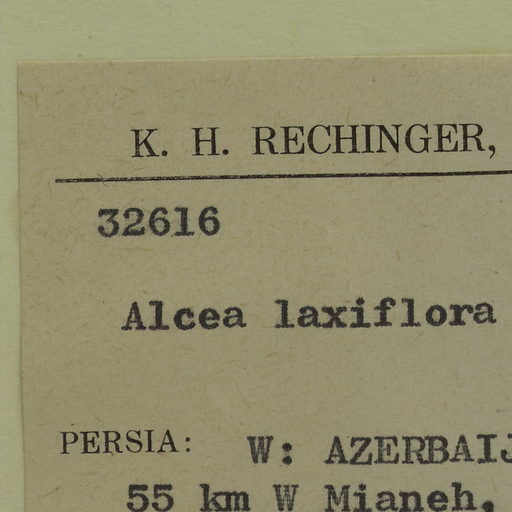 K. H. RECHINGER,
32616
Alcea laxiflora
PERSIA: W: AZERBAIJ
55 km W Mianeh,